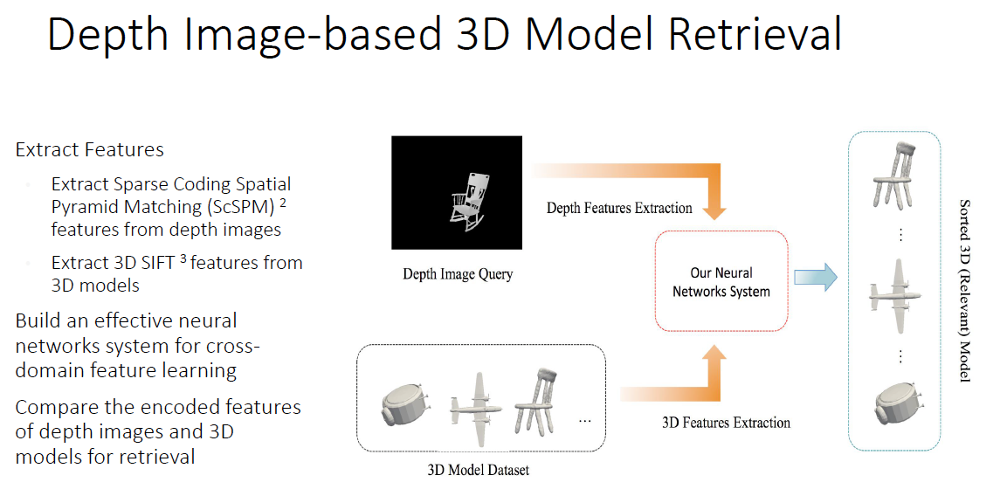 Depth Image-based 3D Model Retrieval
Extract Features
Extract Sparse Coding Spatial
Pyramid Matching (ScSPM) 2
features from depth images
Extract 3D SIFT 3 features from
3D models
Build an effective neural
networks system for cross-
domain feature learning
Compare the encoded features
of depth images and 3D
models for retrieval
Depth Image Query
Depth Features Extraction
Our Neural
Networks System
...
3D Model Dataset
3D Features Extraction
⋮
⋮
Sorted 3D (Relevant) Model